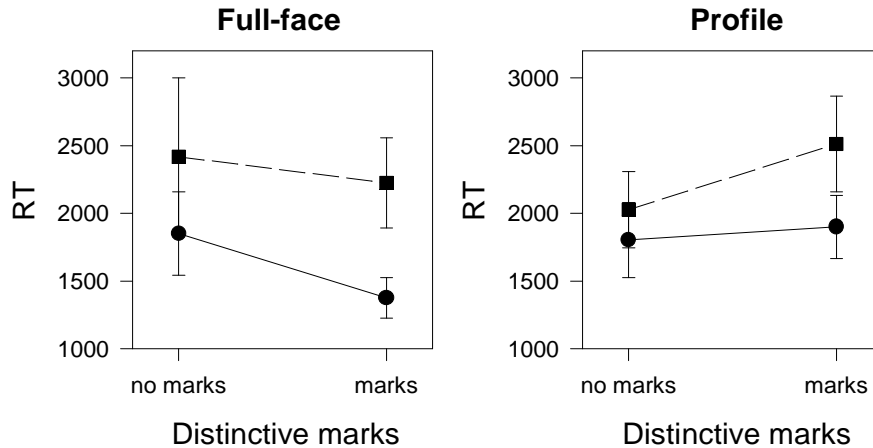 Full-face
3000
2500
2000
1500
1000
RT
no marks
marks
Distinctive marks
Profile
3000
2500
2000
1500
1000
RT
no marks
marks
Distinctive marks